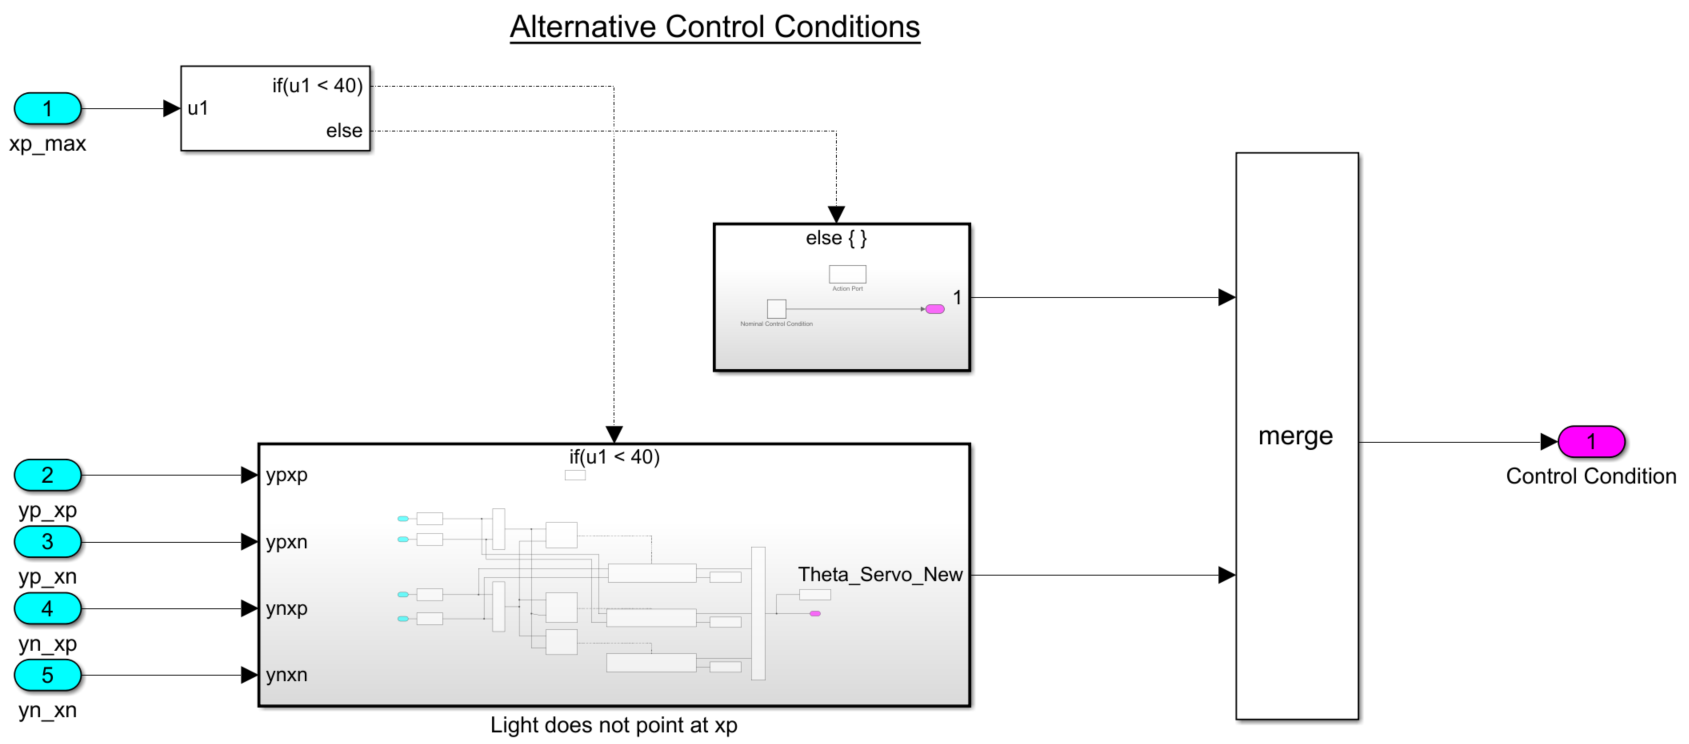 Alternative Control Conditions
1
xp_max
u1
if(u1 < 40)
else
else { }
Action Port
Nominal Control Condition
1
merge
1
Control Condition
if(u1 < 40)
2
yp_xp
3
yp_xn
4
yn_xp
5
yn_xn
ypxp
ypxn
ynxp
ynxn
Theta_Servo_New
Light does not point at xp